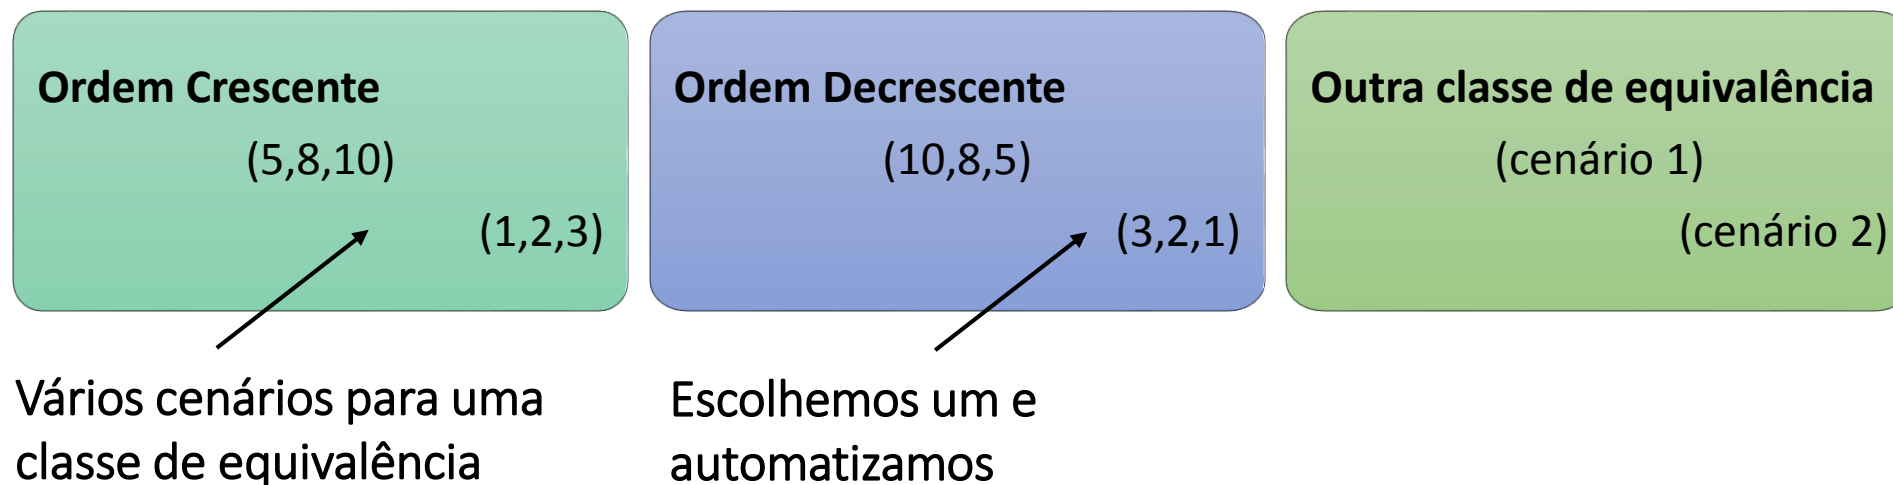 Ordem Crescente
(5,8,10)
(1,2,3)
Ordem Decrescente
(10,8,5)
(3,2,1)
Outra classe de equivalência
(cenário 1)
(cenário 2)
Vários cenários para uma
classe de equivalência
Escolhemos um e
automatizamos